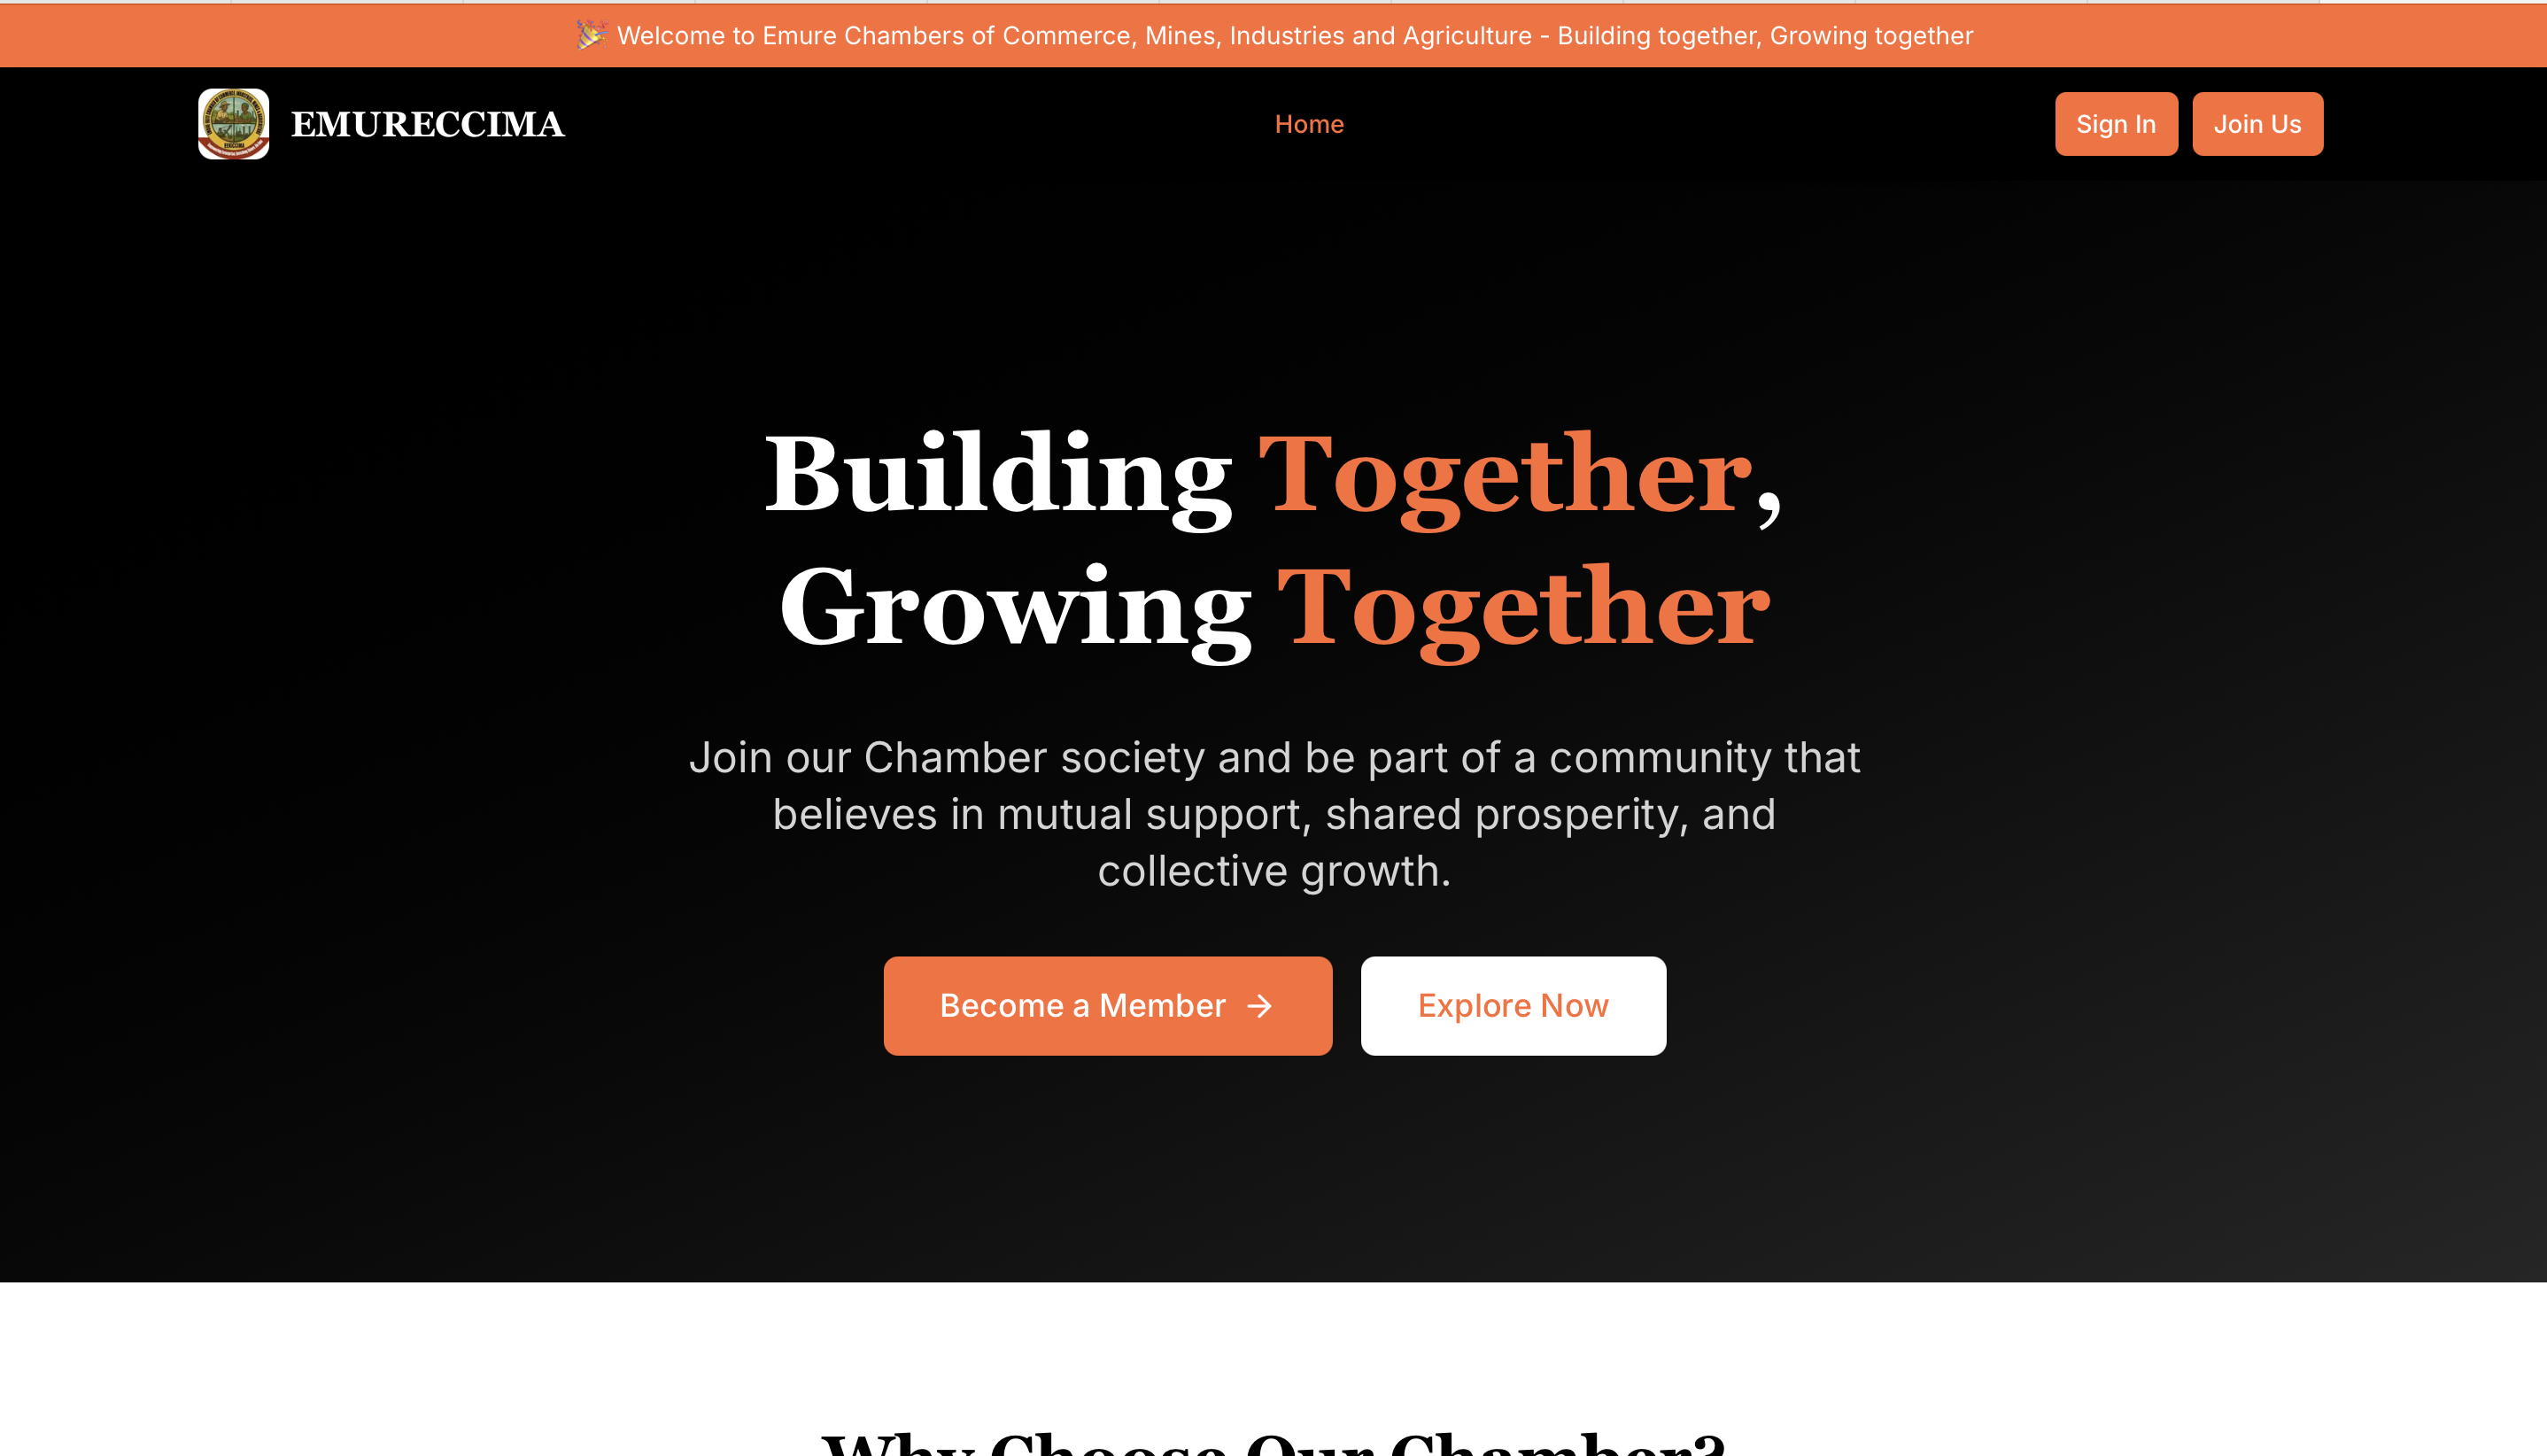 🎉 Welcome to Emure Chambers of Commerce, Mines, Industries and Agriculture - Building together, Growing together
EMURECCIMA
Home
Sign In
Join Us
Building Together,
Growing Together
Join our Chamber society and be part of a community that
believes in mutual support, shared prosperity, and
collective growth.
Become a Member →
Explore Now
Why Choose Our Chamber?